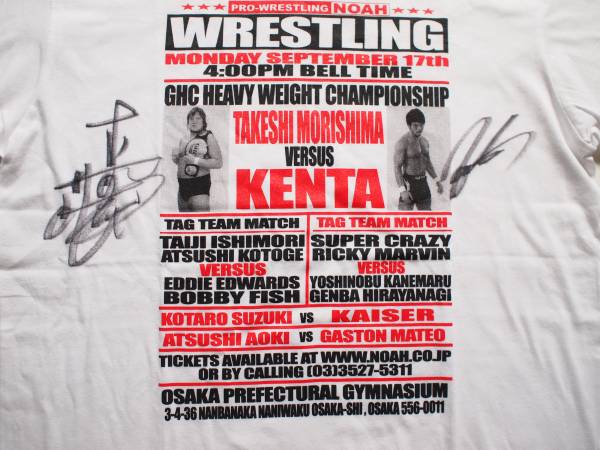 PRO-WRESTLING NOAH
WRESTLING
MONDAY SEPTEMBER 17th
4:00PM BELL TIME
GHC HEAVY WEIGHT CHAMPIONSHIP
TAKESHI MORISHIMA
VERSUS
KENTA
TAG TEAM MATCH
TAIJI ISHIMORI
ATSUSHI KOTOGE
VERSUS
EDDIE EDWARDS
BOBBY FISH
TAG TEAM MATCH
SUPER CRAZY
RICKY MARVIN
VERSUS
YOSHINOBU KANEMARU
GENBA HIRAYANAGI
KOTARO SUZUKI vs KAISER
ATSUSHI AOKI vs GASTON MATEO
TICKETS AVAILABLE AT WWW.NOAH.CO.JP
OR BY CALLING (03)3527-5311
OSAKA PREFECTURAL GYMNASIUM
3-4-36 NANBANAKA NANIWAKU OSAKA-SHI, OSAKA 556-0011